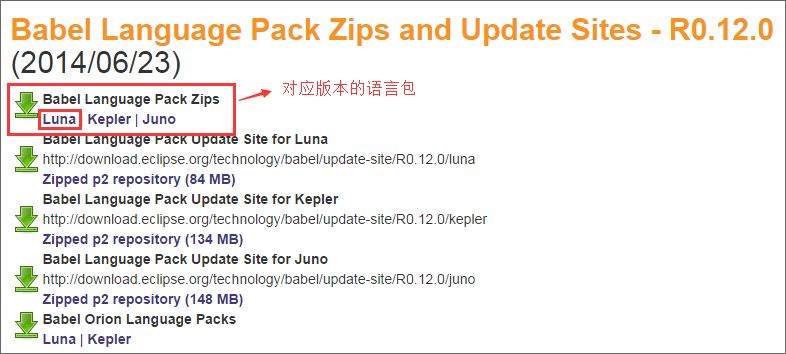 Babel Language Pack Zips and Update Sites - R0.12.0
(2014/06/23)
Babel Language Pack Zips
对应版本的语言包
Luna | Kepler | Juno
Babel Language Pack Update Site for Luna
http://download.eclipse.org/technology/babel/update-site/R0.12.0/luna
Zipped p2 repository (84 MB)
Babel Language Pack Update Site for Kepler
http://download.eclipse.org/technology/babel/update-site/R0.12.0/kepler
Zipped p2 repository (134 MB)
Babel Language Pack Update Site for Juno
http://download.eclipse.org/technology/babel/update-site/R0.12.0/juno
Zipped p2 repository (148 MB)
Babel Orion Language Packs
Luna | Kepler